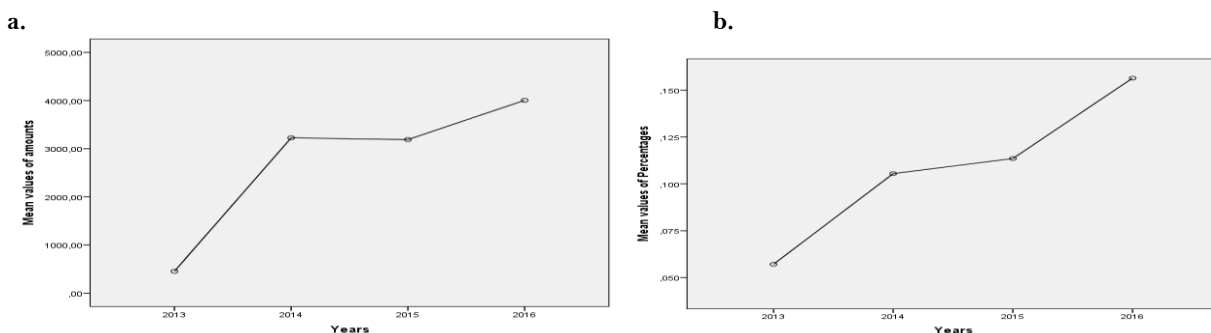 a.
Mean values of amounts
5000,00
4000,00
3000,00
2000,00
1000,00
,00
2013 2014 2015 2016
Years
b.
Mean values of Percentages
,150
,125
,100
,075
,050
2013 2014 2015 2016
Years